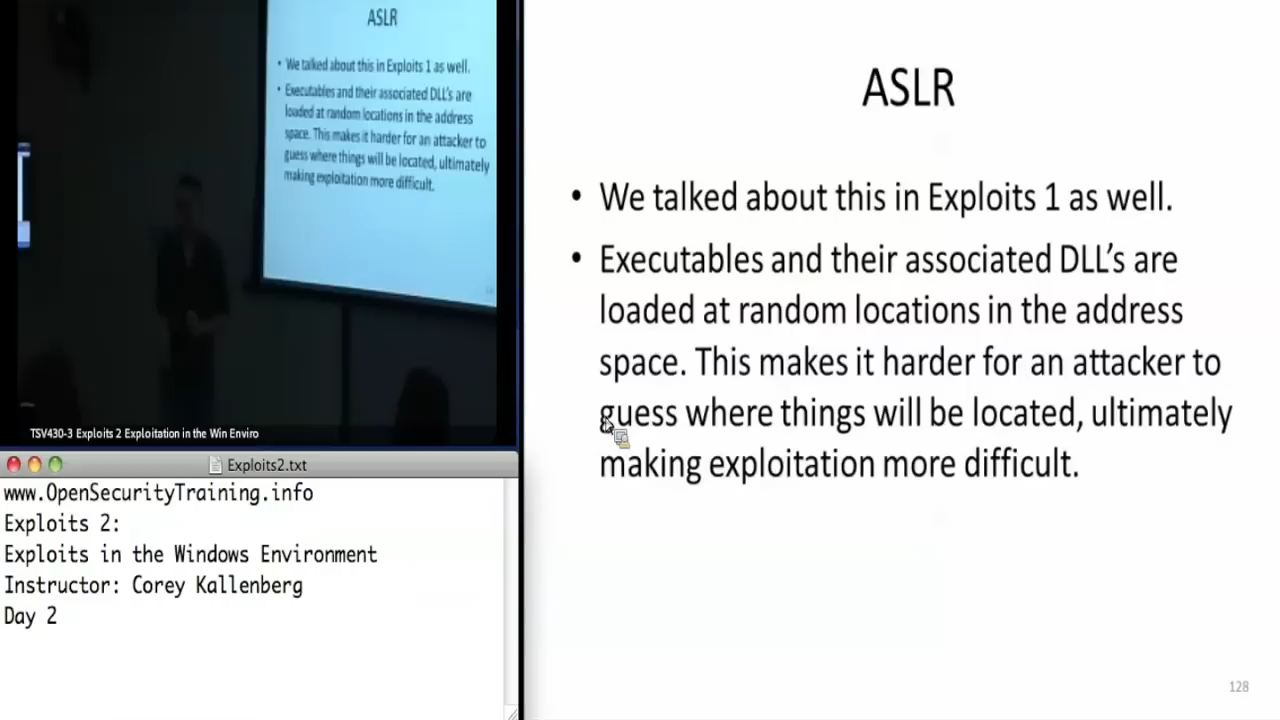 ASLR
• We talked about this in Exploits 1 as well.
• Executables and their associated DLL's are
loaded at random locations in the address
space. This makes it harder for an attacker to
guess where things will be located, ultimately
making exploitation more difficult.
TSV430-3 Exploits 2 Exploitation in the Win Enviro
Exploits2.txt
www.OpenSecurityTraining.info
Exploits 2:
Exploits in the Windows Environment
Instructor: Corey Kallenberg
Day 2
ASLR
• We talked about this in Exploits 1 as well.
• Executables and their associated DLL's are
loaded at random locations in the address
space. This makes it harder for an attacker to
guess where things will be located, ultimately
making exploitation more difficult.
128